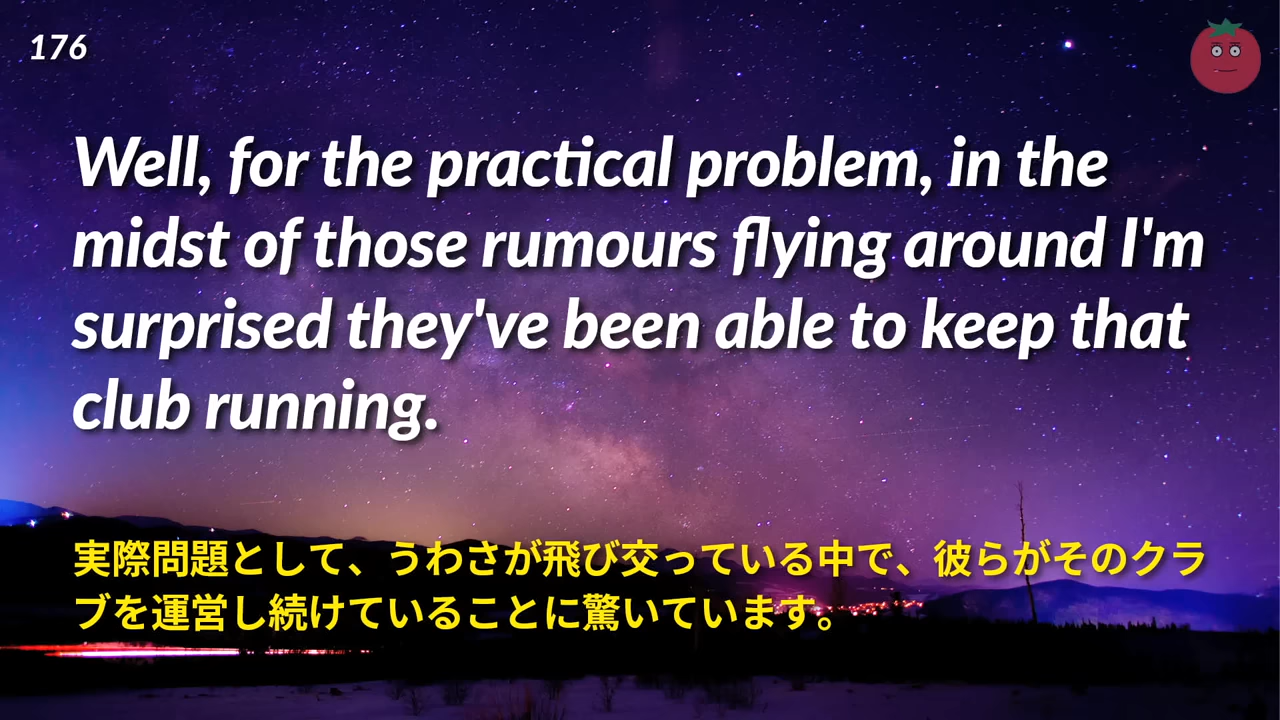 176
Well, for the practical problem, in the
midst of those rumours flying around I'm
surprised they've been able to keep that
club running.
実際問題として、うわさが飛び交っている中で、彼らがそのクラ
ブを運営し続けていることに驚いています。